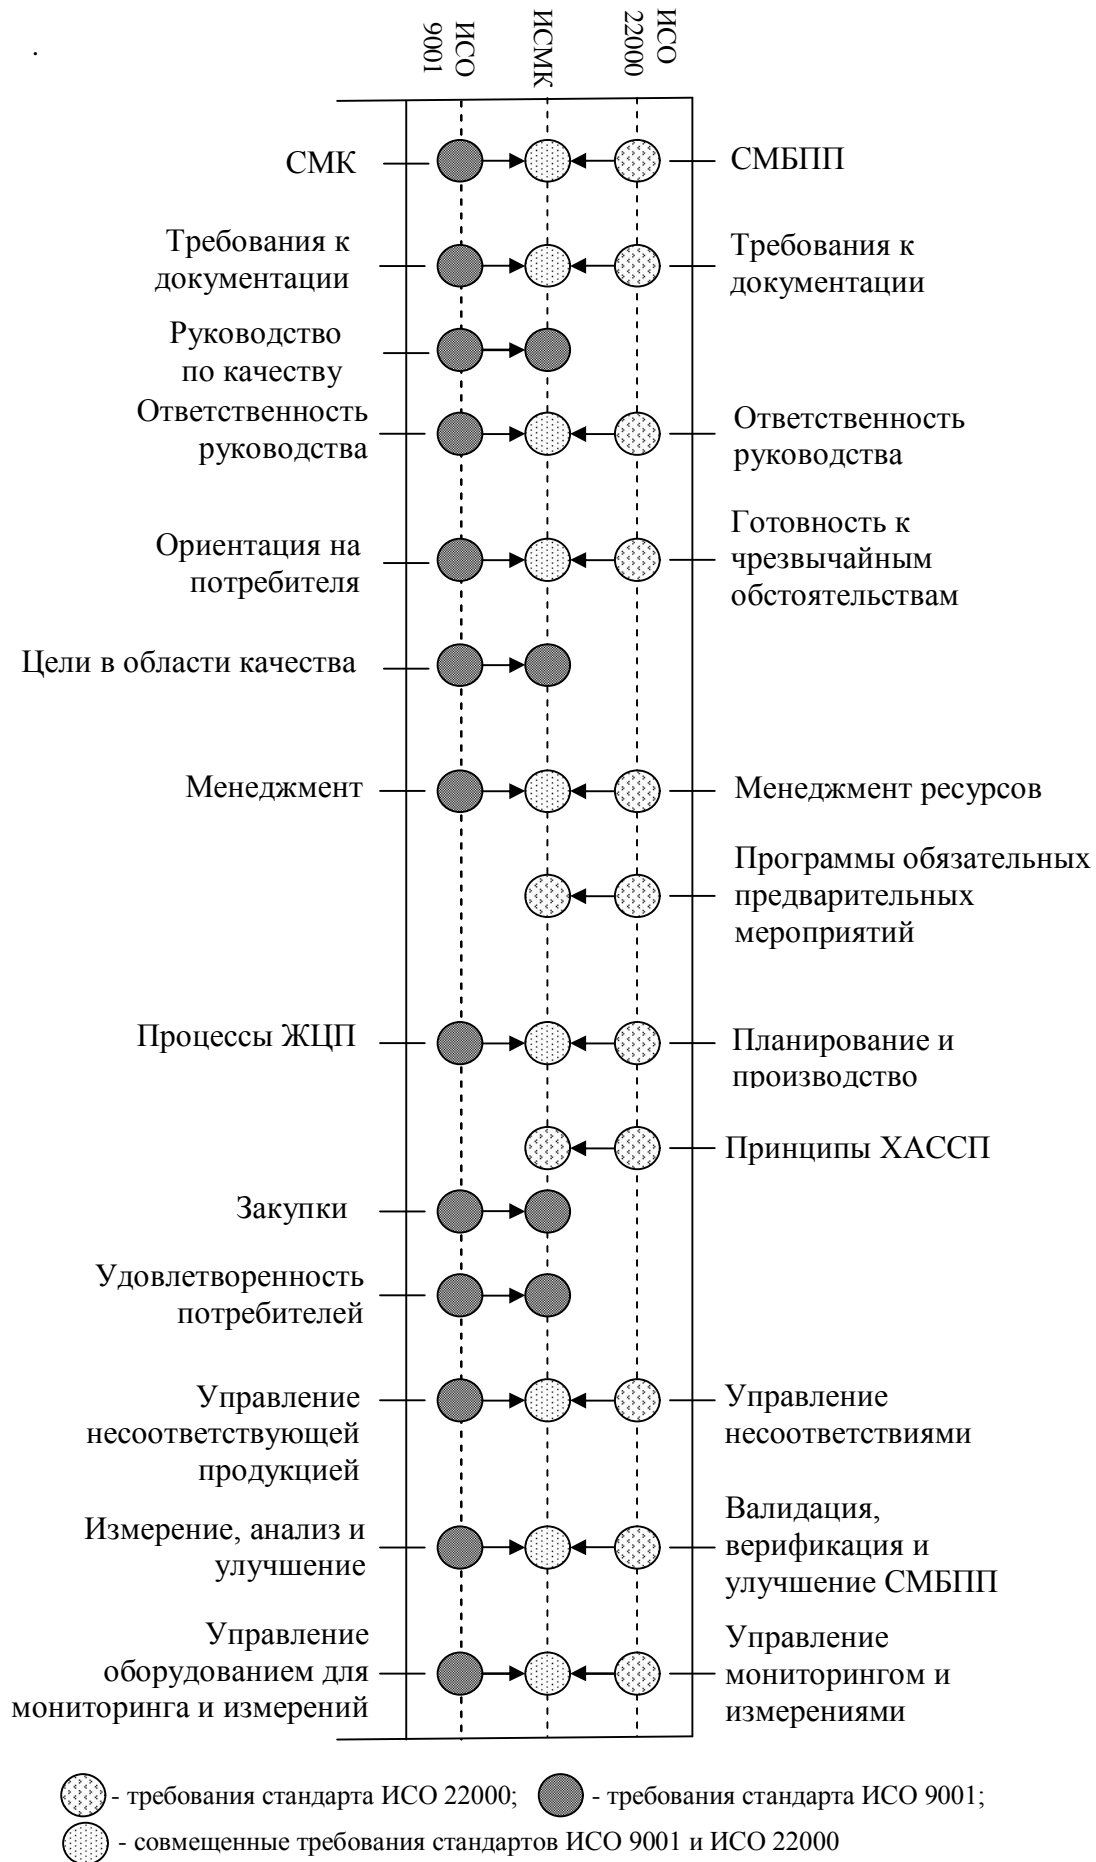 .
ИСО
9001
ИСМК
ИСО
22000
СМК
СМБПП
Требования к
документации
Требования к
документации
Руководство
по качеству
Ответственность
руководства
Ответственность
руководства
Ориентация на
потребителя
Готовность к
чрезвычайным
обстоятельствам
Цели в области качества
Менеджмент
Менеджмент ресурсов
Программы обязательных
предварительных
мероприятий
Процессы ЖЦП
Планирование и
производство
Принципы ХАССП
Закупки
Удовлетворенность
потребителей
Управление
несоответствующей
продукцией
Управление
несоответствиями
Измерение, анализ и
улучшение
Валидация,
верификация и
улучшение СМБПП
Управление
оборудованием для
мониторинга и измерений
Управление
мониторингом и
измерениями
- требования стандарта ИСО 22000; - требования стандарта ИСО 9001;
- совмещенные требования стандартов ИСО 9001 и ИСО 22000